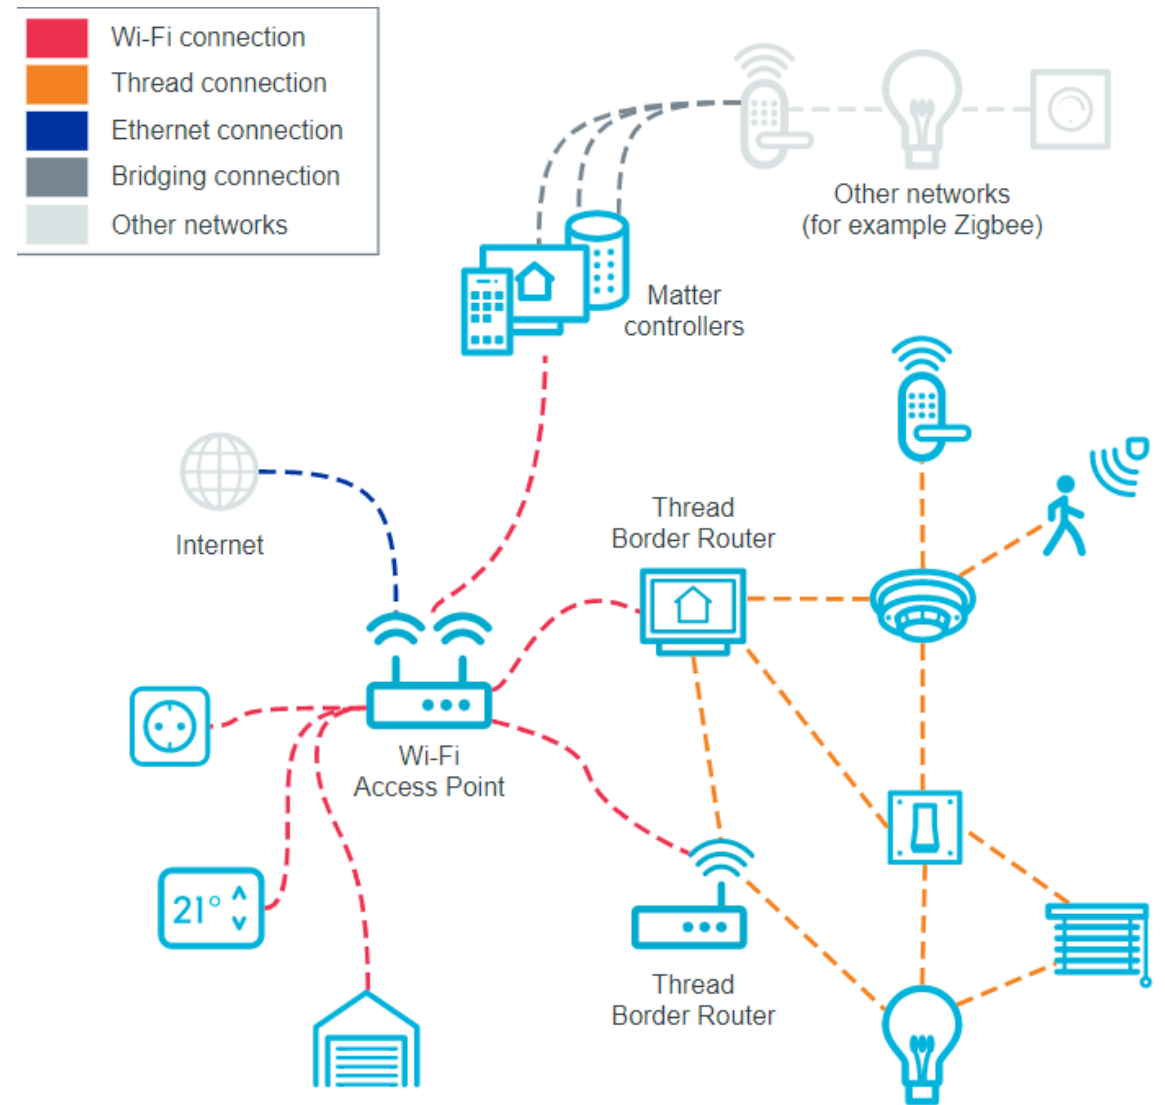 Wi-Fi connection
Thread connection
Ethernet connection
Bridging connection
Other networks
Other networks
(for example Zigbee)
Matter
controllers
Internet
Thread
Border Router
Wi-Fi
Access Point
21°
Thread
Border Router